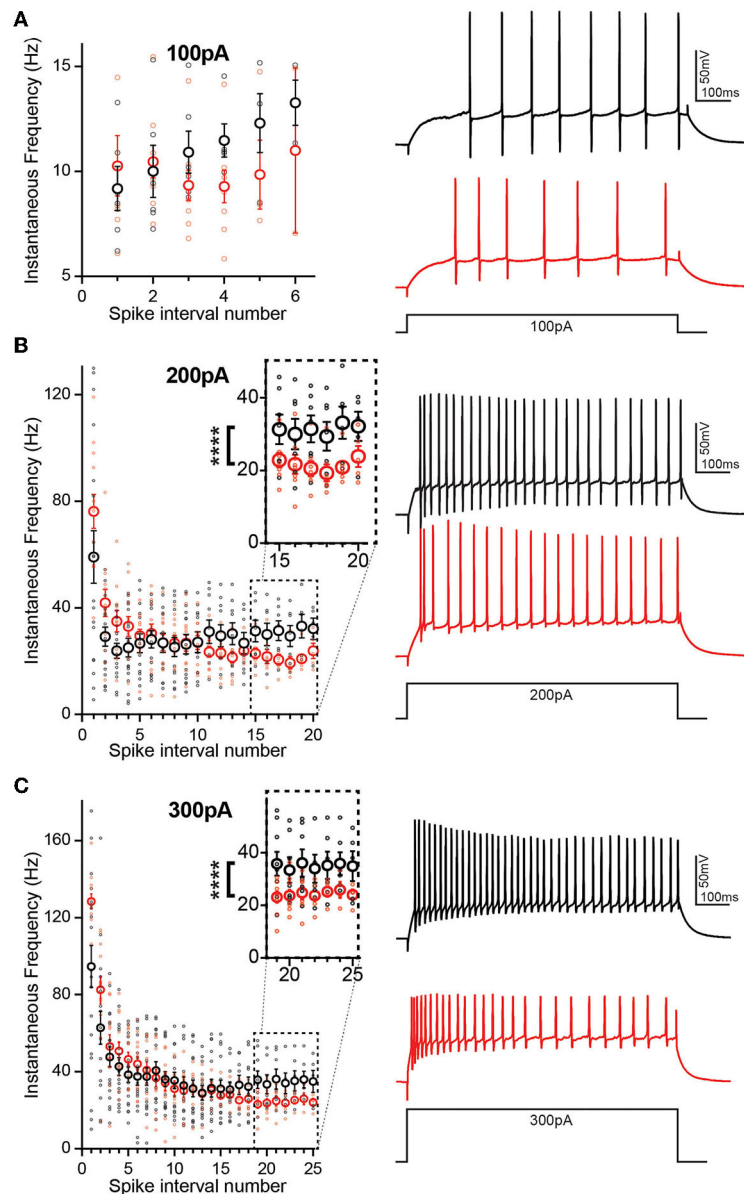 A
100pA
Instantaneous Frequency (Hz)
15
10
5
0 2 4 6
Spike interval number
50mV
100ms
100pA
B
200pA
Instantaneous Frequency (Hz)
120
80
40
0
0 5 10 15 20
Spike interval number
****
40
20
0
15 20
50mV
100ms
200pA
C
300pA
Instantaneous Frequency (Hz)
160
120
80
40
0
0 5 10 15 20 25
Spike interval number
****
40
20
0
20 25
50mV
100ms
300pA